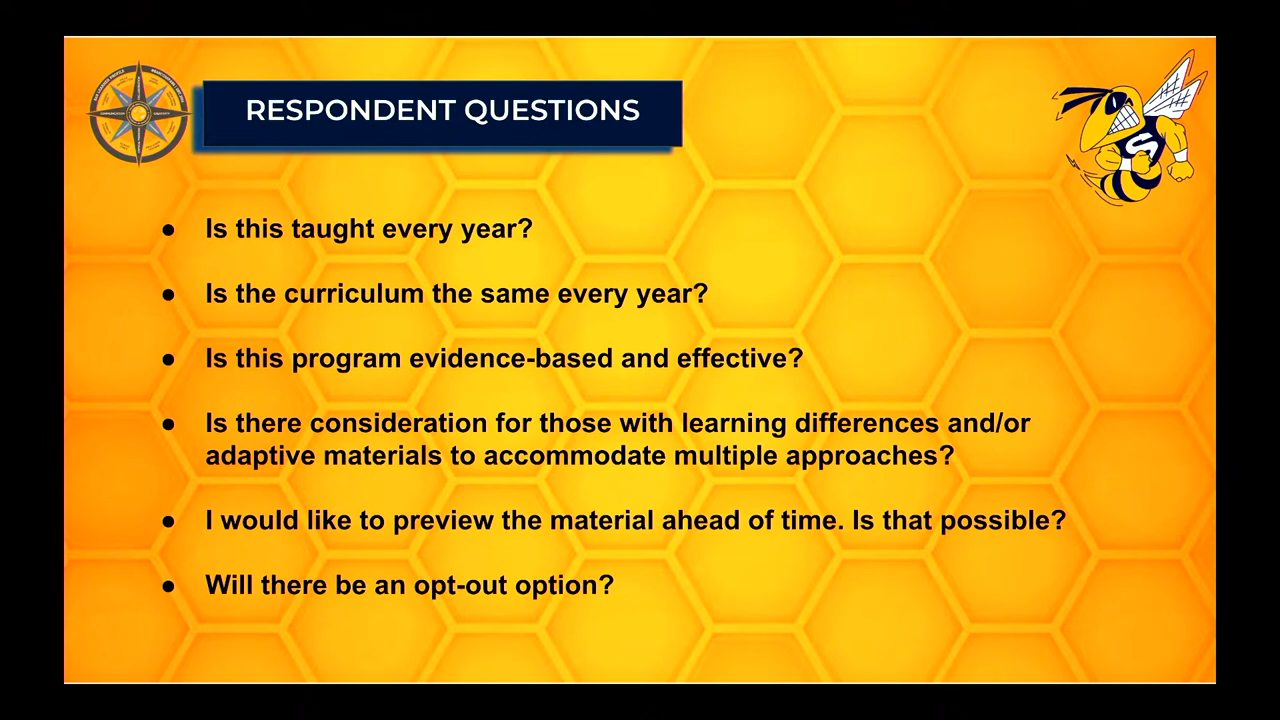 RESPONDENT QUESTIONS
● Is this taught every year?
● Is the curriculum the same every year?
● Is this program evidence-based and effective?
● Is there consideration for those with learning differences and/or
adaptive materials to accommodate multiple approaches?
● I would like to preview the material ahead of time. Is that possible?
● Will there be an opt-out option?
S